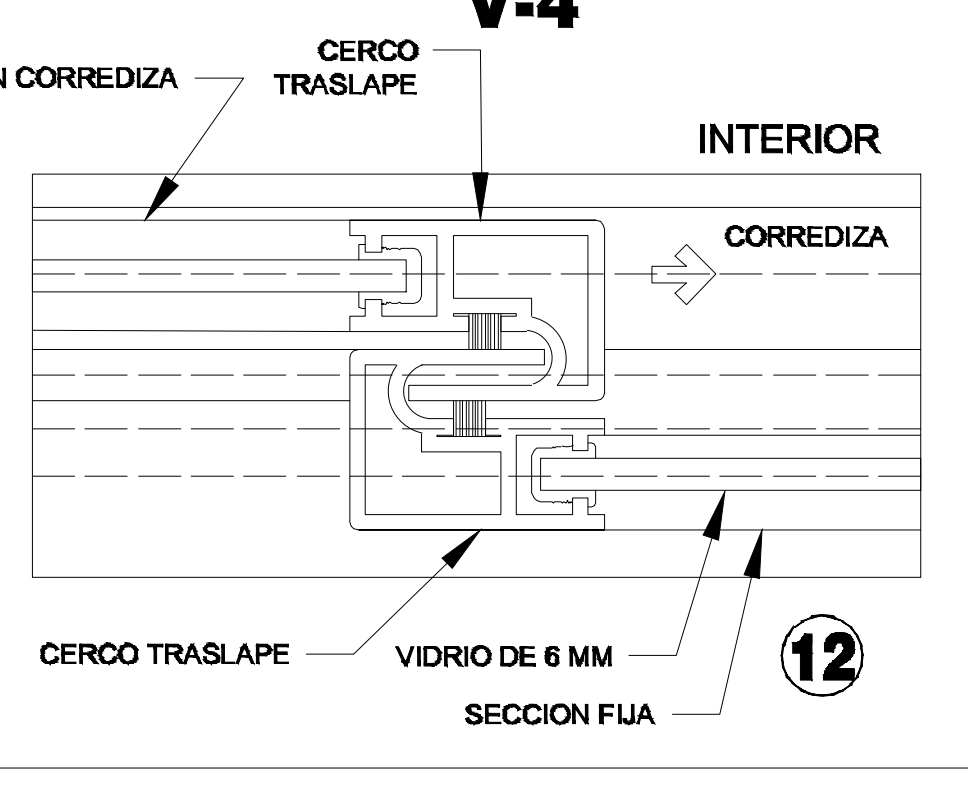 V-4
CERCO
TRASLAPE
N CORREDIZA
INTERIOR
CORREDIZA
CERCO TRASLAPE
VIDRIO DE 6 MM
12
SECCION FIJA